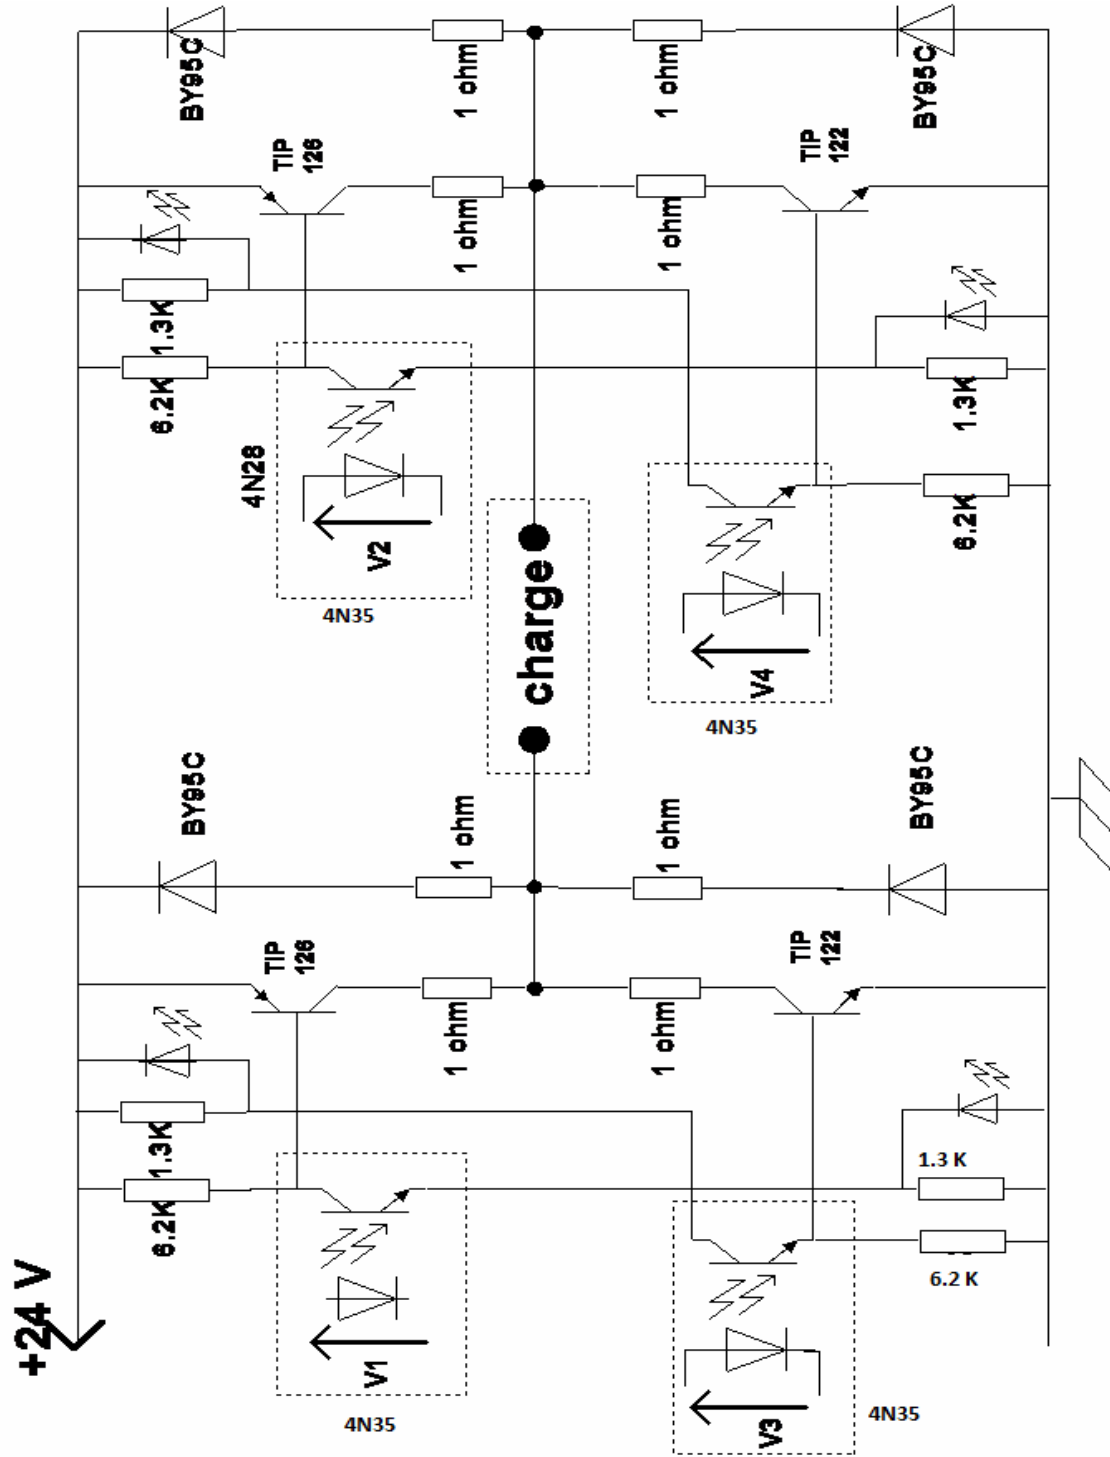 BY95C
1 ohm
1 ohm
BY95C
TIP
126
1 ohm
1 ohm
TIP
122
1.3K
6.2K
4N28
V2
4N35
1.3K
6.2K
charge
V4
4N35
BY95C
1 ohm
1 ohm
BY95C
TIP
126
1 ohm
1 ohm
TIP
122
1.3K
6.2K
V1
4N35
1.3 K
6.2 K
V3
4N35
+24 V